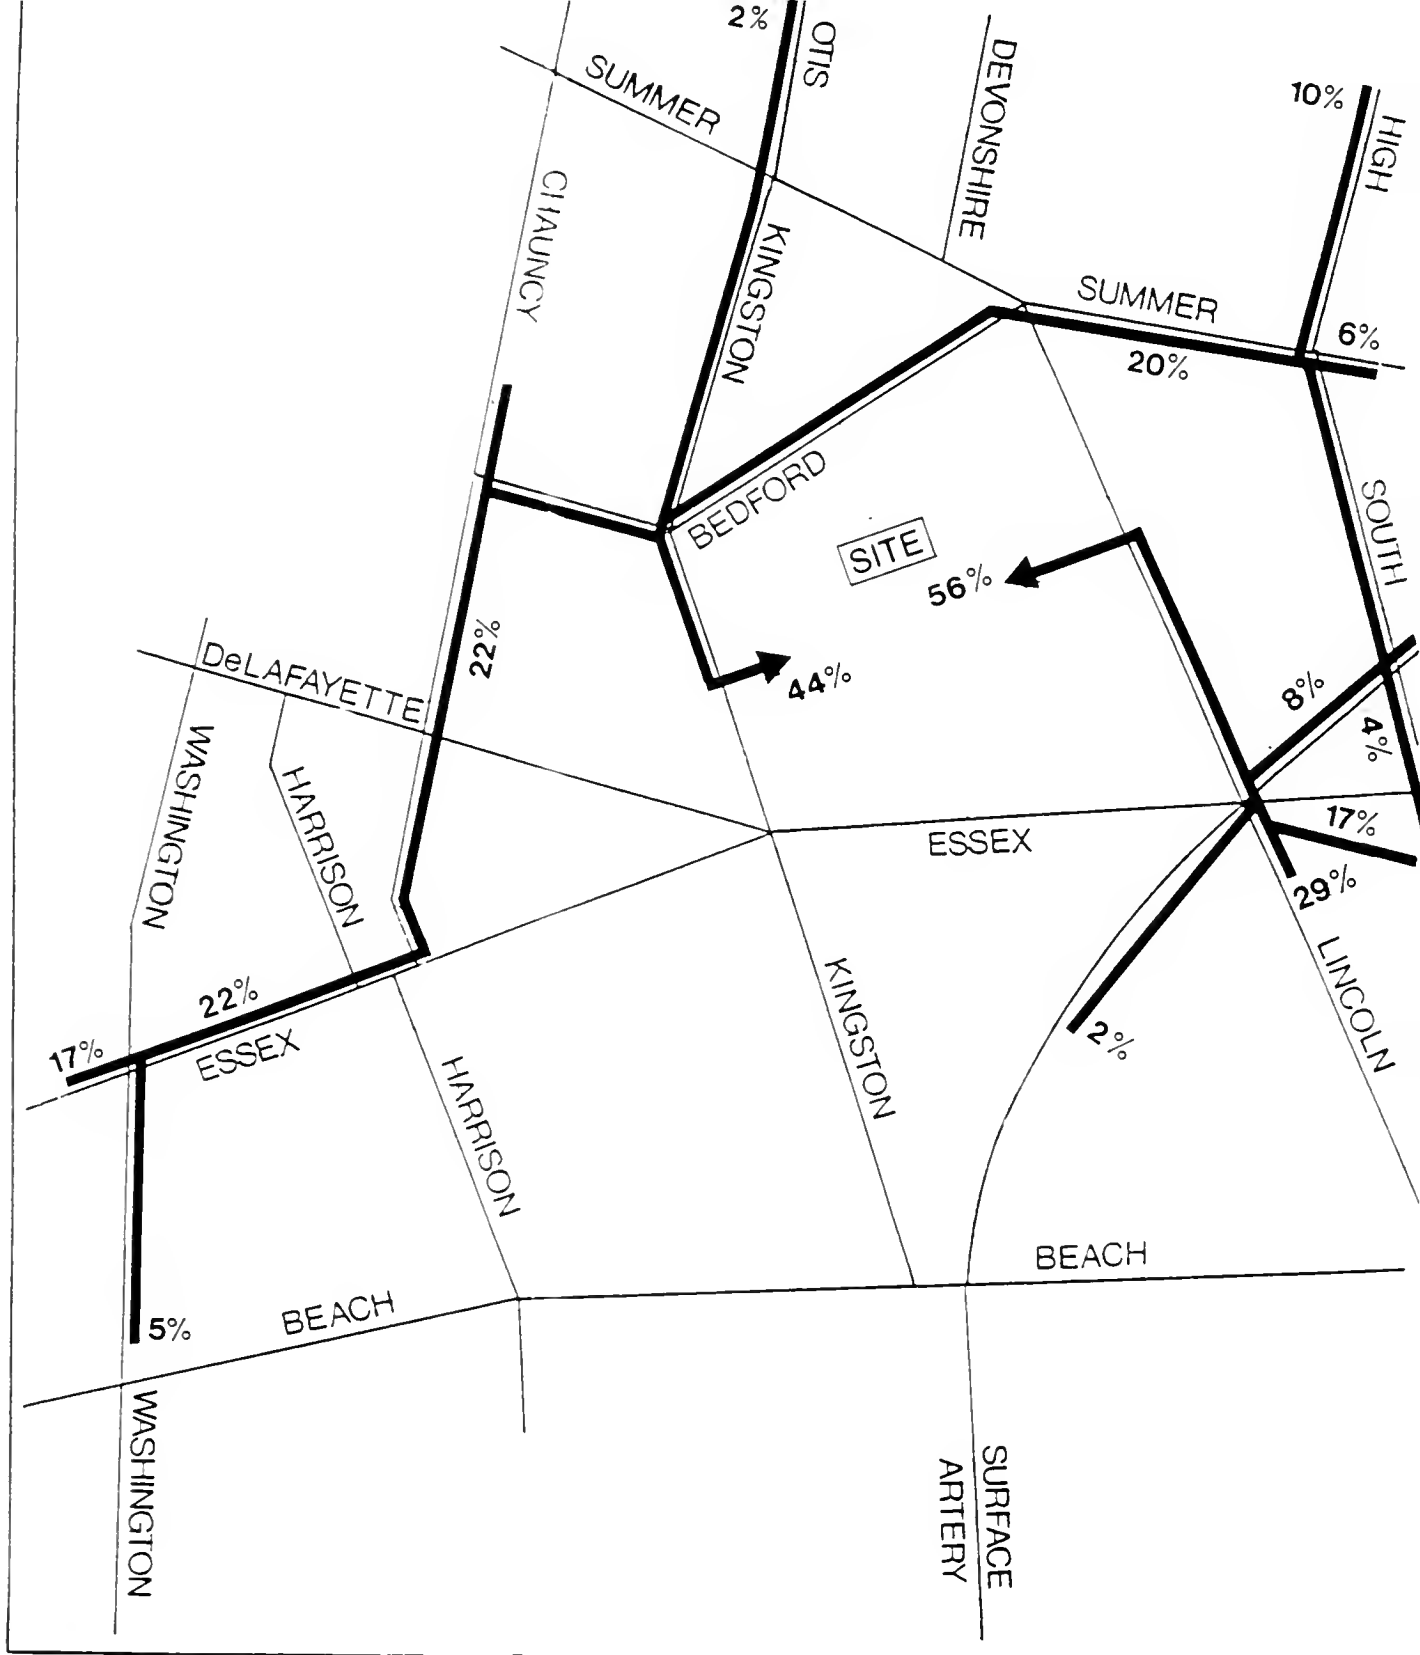 2%
OTIS
SUMMER
DEVONSHIRE
10%
HIGH
CHAUNCY
KINGSTON
SUMMER
6%
20%
BEDFORD
SITE
SOUTH
56%
22%
44%
DeLAFAYETTE
8%
4%
WASHINGTON
HARRISON
ESSEX
17%
29%
22%
LINCOLN
KINGSTON
17%
ESSEX
2%
HARRISON
BEACH
BEACH
5%
WASHINGTON
SURFACE
ARTERY